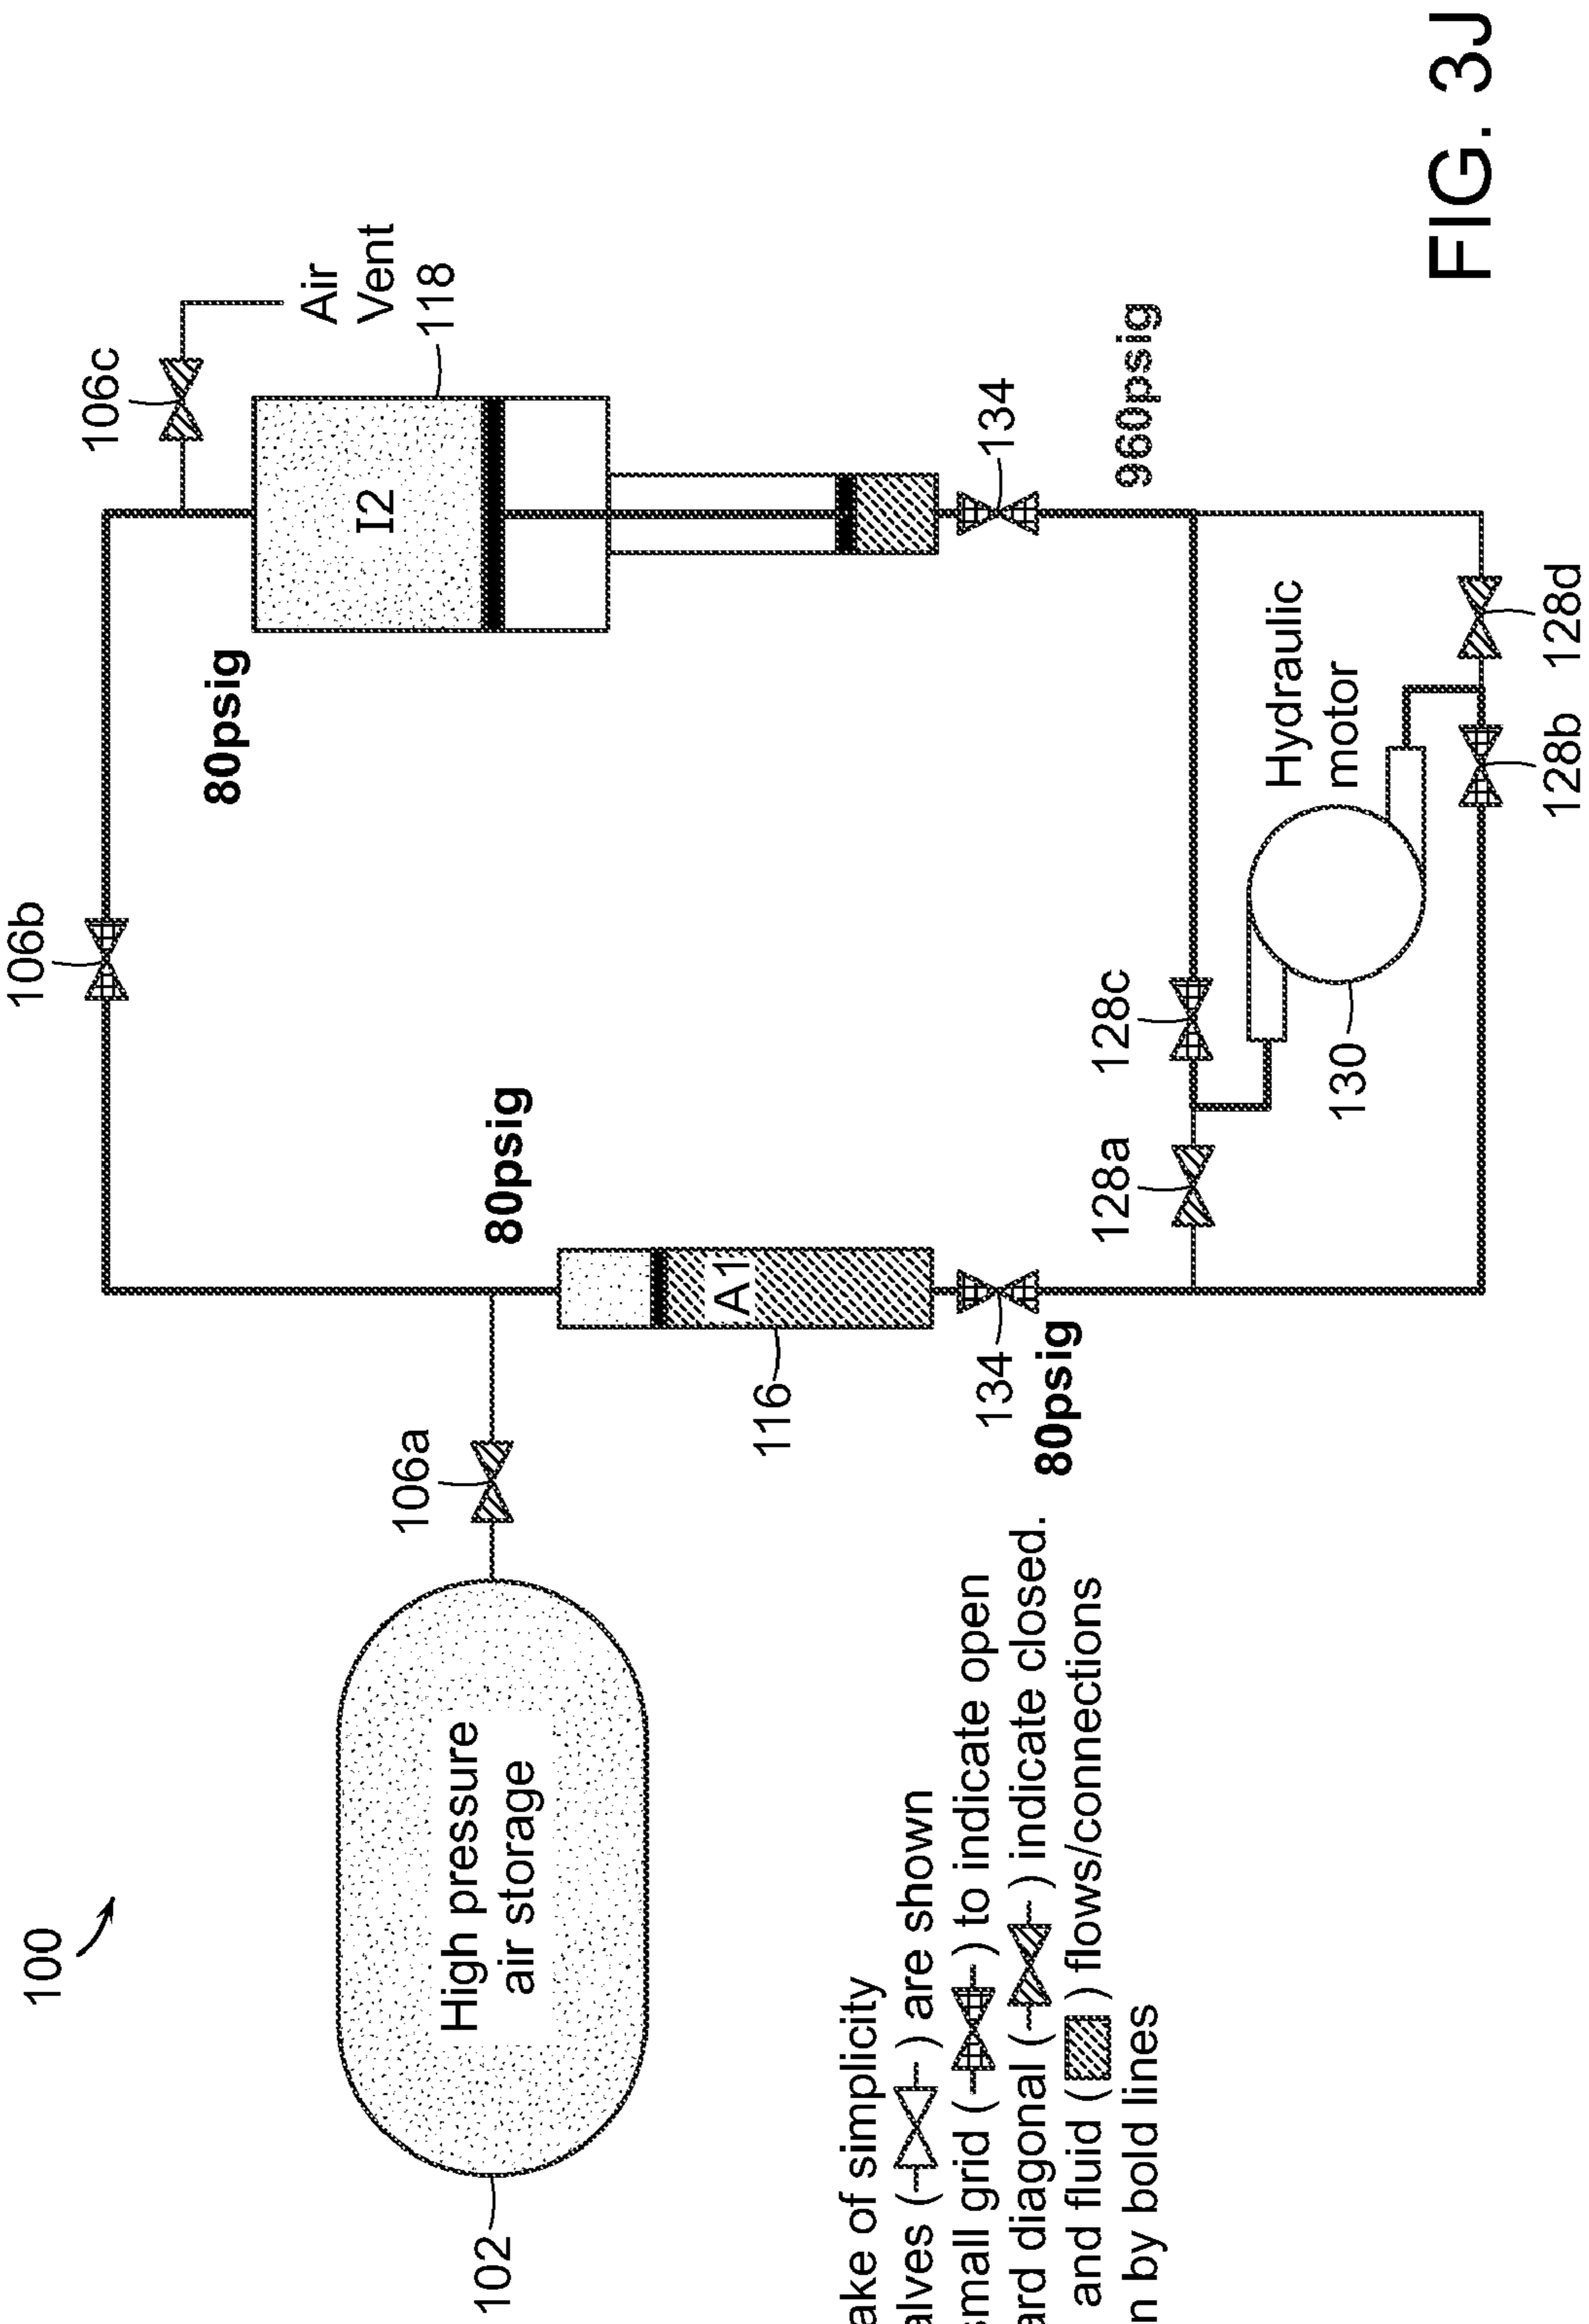 100
106b
106c
80psig
Air
Vent
118
I2
106a
80psig
High pressure
air storage
102
A1
116
134
134
80psig
960psig
128a
128c
Hydraulic
motor
130
128b
128d
ake of simplicity
alves ( ) are shown
small grid ( ) to indicate open
ard diagonal ( ) indicate closed.
and fluid ( ) flows/connections
n by bold lines
FIG. 3J